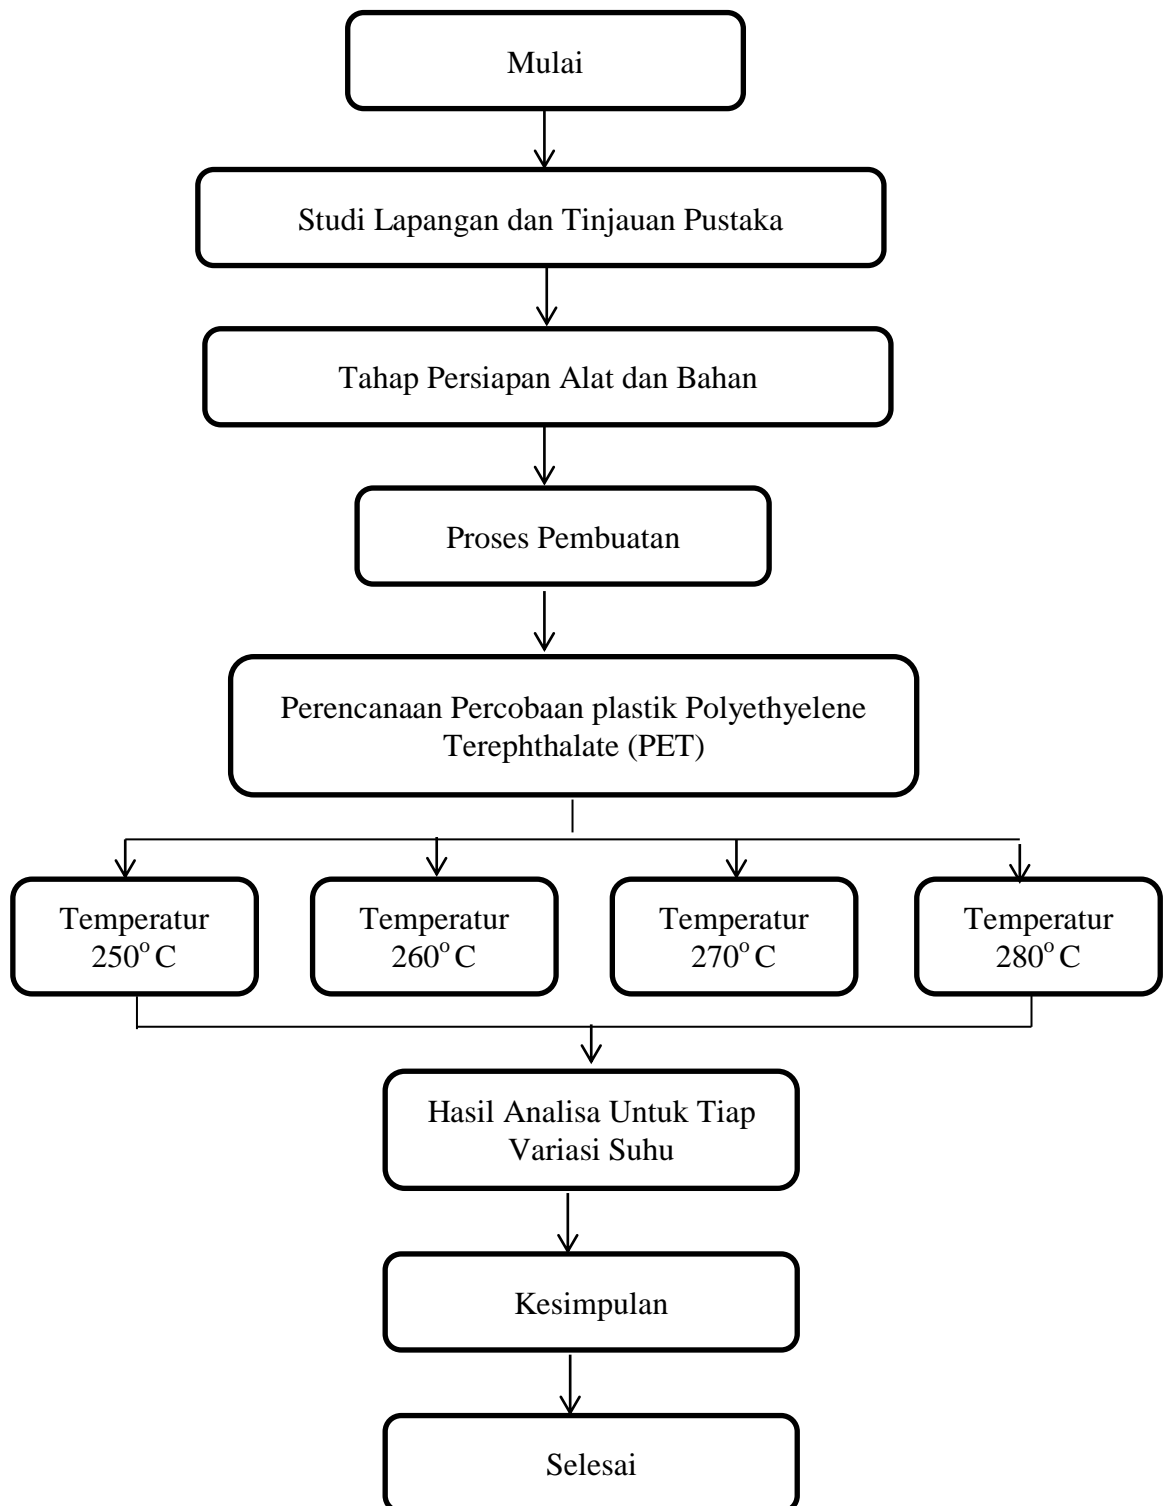 Mulai
Studi Lapangan dan Tinjauan Pustaka
Tahap Persiapan Alat dan Bahan
Proses Pembuatan
Perencanaan Percobaan plastik Polyethyelene
Terephthalate (PET)
Temperatur
250° C
Temperatur
260° C
Temperatur
270° C
Temperatur
280° C
Hasil Analisa Untuk Tiap
Variasi Suhu
Kesimpulan
Selesai